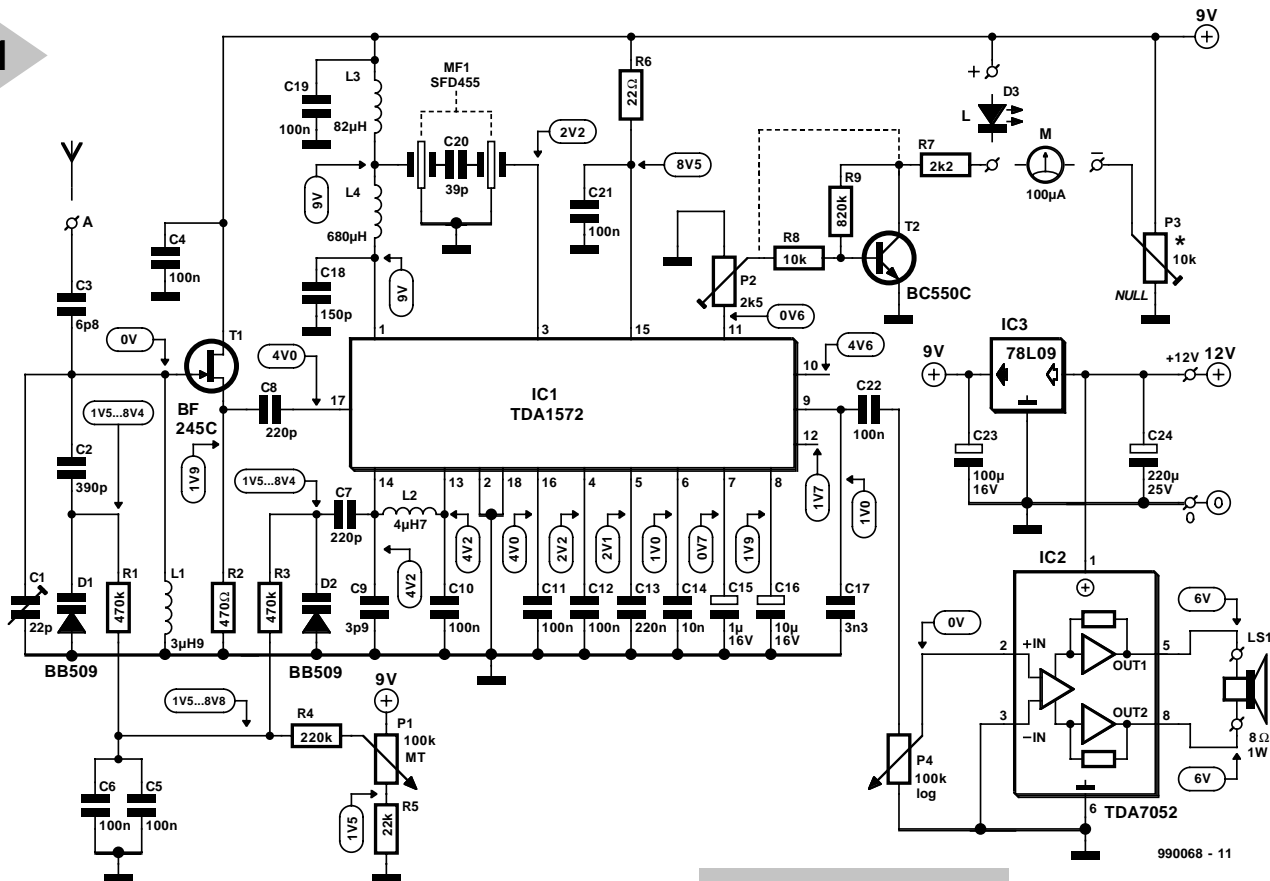 1
9V
MF1
SFD455
L3
82µH
C19
100n
C20
39p
2V2
R6
22Ω
8V5
C21
100n
+
D3
L
M
100µA
–
R7
2k2
R9
820k
T2
BC550C
R8
10k
P2
2k5
0V6
P3
*
10k
NULL
A
C4
100n
C3
6p8
9V
L4
680µH
C18
150p
9V
0V
T1
BF
245C
4V0
C8
220p
1
3
15
11
17
IC1
TDA1572
10
9
12
4V6
C22
100n
IC3
78L09
9V
+12V
12V
C23
100µ
16V
C24
220µ
25V
0
0
1V5...8V4
C2
390p
1V9
1V5...8V4
C7
220p
14
L2
4µH7
13
2
18
16
4
5
6
7
8
4V2
4V2
4V0
2V2
2V1
1V0
0V7
1V9
1V7
1V0
C1
22p
D1
R1
470k
L1
3µH9
R2
470Ω
R3
470k
D2
C9
3p9
C10
100n
C11
100n
C12
100n
C13
220n
C14
10n
C15
1µ
16V
C16
10µ
16V
C17
3n3
BB509
BB509
1V5...8V8
R4
220k
9V
P1
100k
MT
1V5
R5
22k
C6
100n
C5
100n
0V
P4
100k
log
IC2
1
2
+IN
3
–IN
OUT1
5
OUT2
8
6
TDA7052
6V
LS1
8Ω
1W
6V
990068 - 11